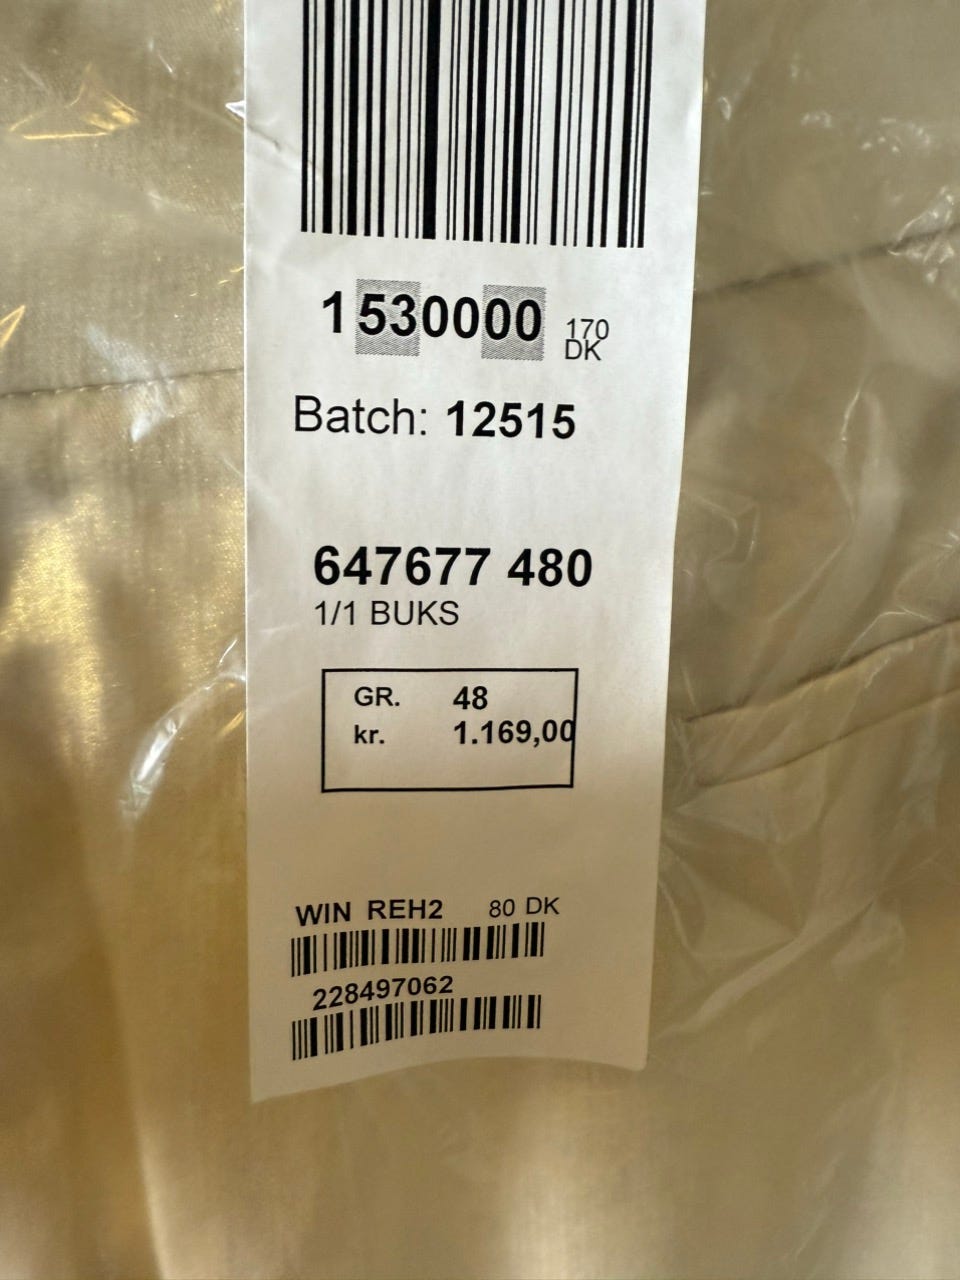 1530000 170
DK
Batch: 12515
647677 480
1/1 BUKS
GR. 48
kr. 1.169,00
WIN REH2 80 DK
228497062